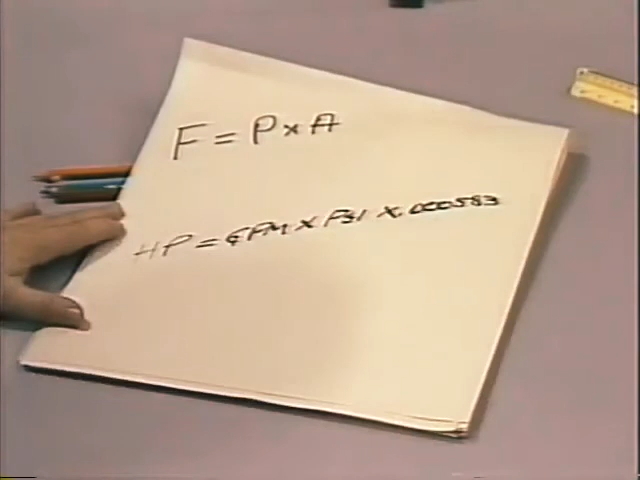 F = P × A
HP = GPM × PSI × .000583